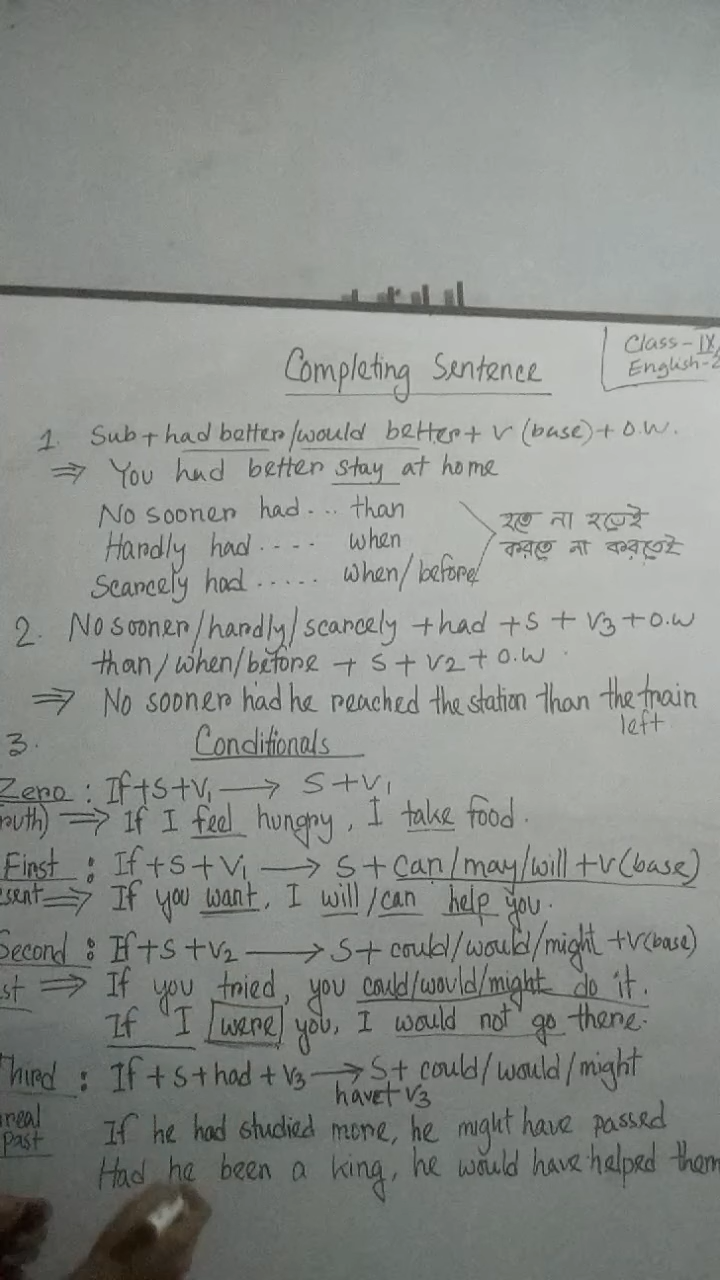 Class-IX
English-2
Completing Sentence
1. Sub + had better/would better + V (base) + O.W.
⇒ You had better stay at home
No sooner had... than
Hardly had.... when
Scarcely had..... when/before
হতে না হতেই
করতে না করতেই
2. No sooner/hardly/scarcely + had + S + V3 + O.W
than/when/before + S + V2 + O.W.
⇒ No sooner had he reached the station than the train
left
3. Conditionals
Zero : If + S + V1 → S + V1
ruth) ⇒ If I feel hungry, I take food.
First : If + S + V1 → S + can/may/will + V(base)
sent ⇒ If you want, I will/can help you.
Second : If + S + V2 → S + could/would/might + V(base)
st ⇒ If you tried, you could/would/might do it.
If I were you, I would not go there.
Third : If + S + had + V3 → S + could/would/might
have + V3
nreal If he had studied more, he might have passed
past Had he been a king, he would have helped them